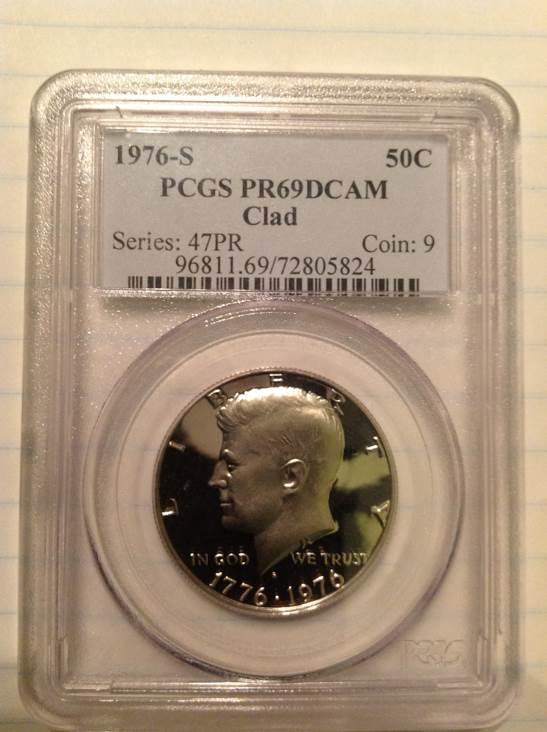 1976-S 50C
PCGS PR69DCAM
Clad
Series: 47PR Coin: 9
96811.69/72805824
LIBERTY
IN GOD WE TRUST
1776·1976
PCGS